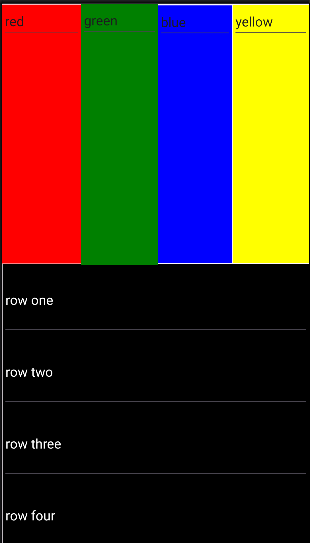 red
green
blue
yellow
row one
row two
row three
row four